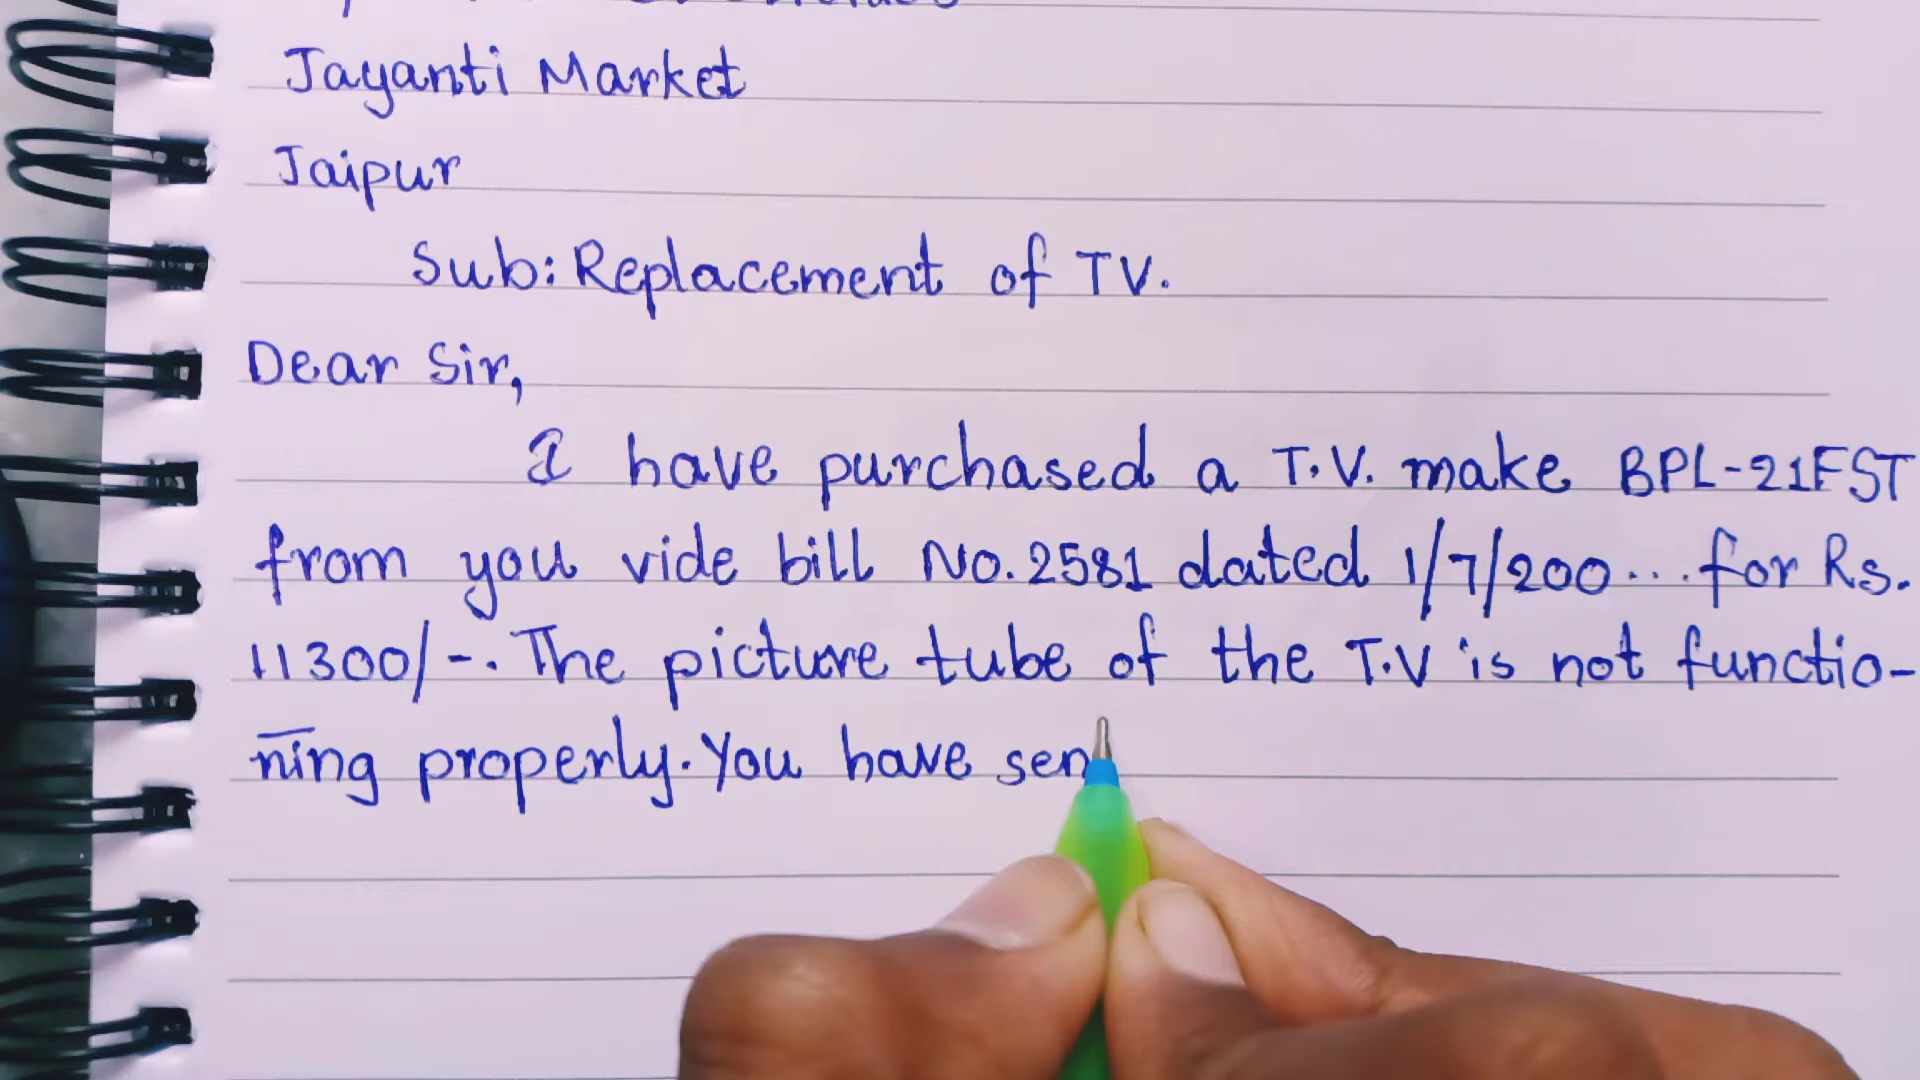 Jayanti Market
Jaipur
Sub: Replacement of TV.
Dear Sir,
I have purchased a T.V. make BPL-21FST
from you vide bill No. 2581 dated 1/7/200... for Rs.
11300/-. The picture tube of the T.V is not functio-
ning properly. You have sen